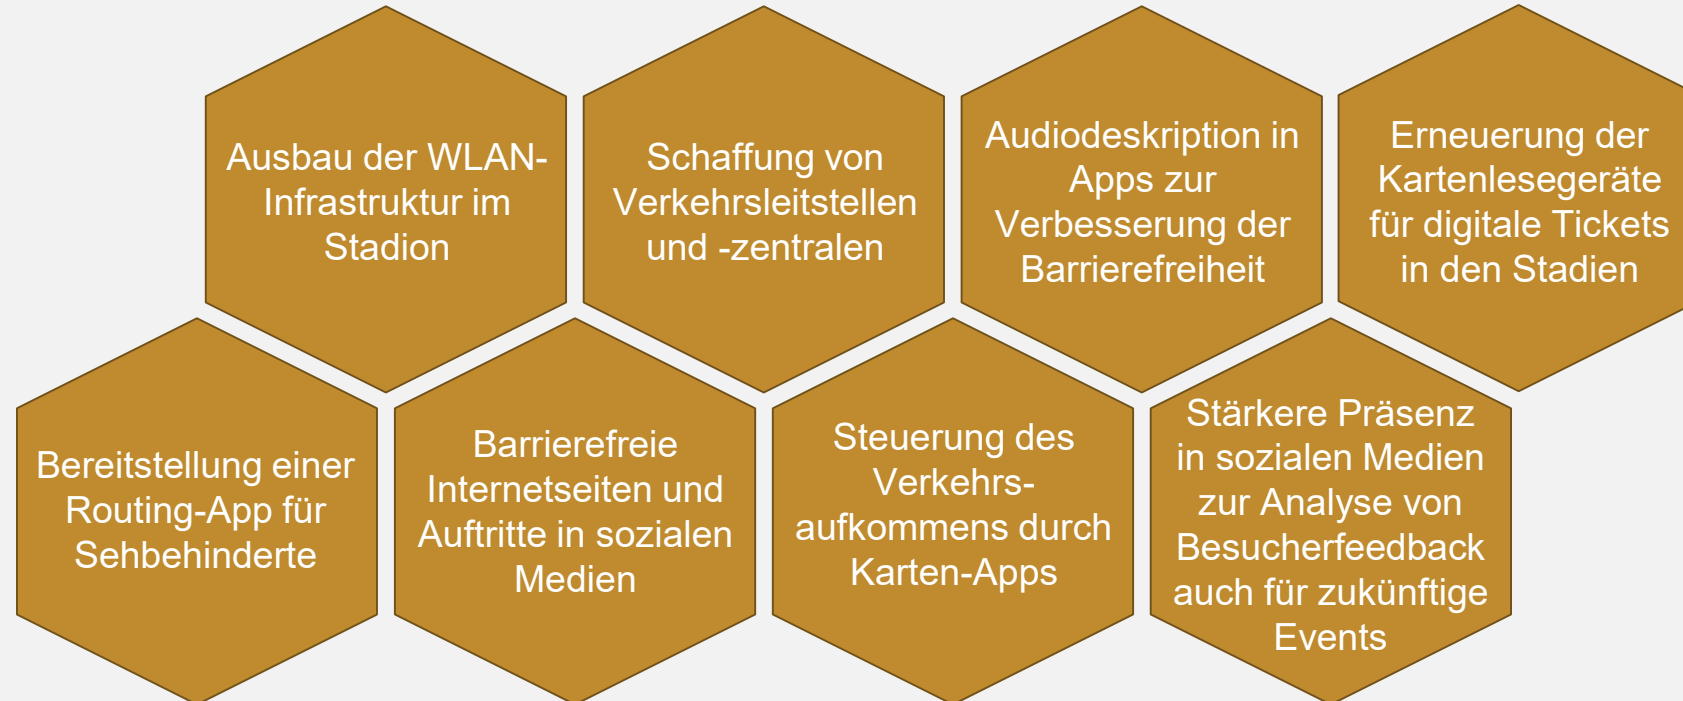 Ausbau der WLAN-
Infrastruktur im
Stadion
Schaffung von
Verkehrsleitstellen
und -zentralen
Audiodeskription in
Apps zur
Verbesserung der
Barrierefreiheit
Erneuerung der
Kartenlesegeräte
für digitale Tickets
in den Stadien
Bereitstellung einer
Routing-App für
Sehbehinderte
Barrierefreie
Internetseiten und
Auftritte in sozialen
Medien
Steuerung des
Verkehrs-
aufkommens durch
Karten-Apps
Stärkere Präsenz
in sozialen Medien
zur Analyse von
Besucherfeedback
auch für zukünftige
Events